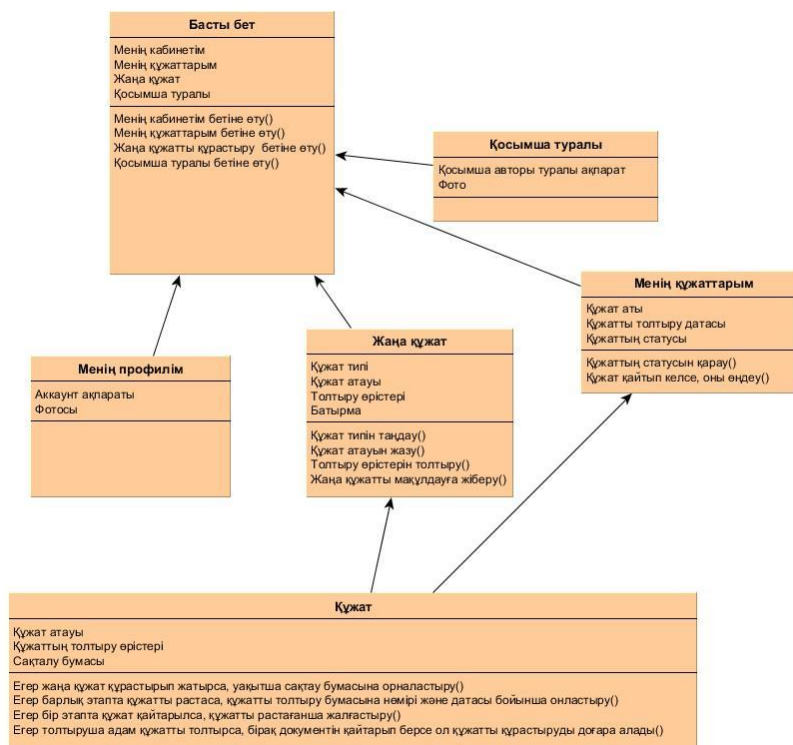 Басты бет
Менің кабинетім
Менің құжаттарым
Жаңа құжат
Қосымша туралы
Менің кабинетім бетіне өту()
Менің құжаттарым бетіне өту()
Жаңа құжатты құрастыру бетіне өту()
Қосымша туралы бетіне өту()
Қосымша туралы
Қосымша авторы туралы ақпарат
Фото
Менің құжаттарым
Құжат аты
Құжатты толтыру датасы
Құжаттың статусы
Құжаттың статусын қарау()
Құжат қайтып келсе, оны өңдеу()
Жаңа құжат
Құжат типі
Құжат атауы
Толтыру өрістері
Батырма
Құжат типін таңдау()
Құжат атауын жазу()
Толтыру өрістерін толтыру()
Жаңа құжатты мақұлдауға жіберу()
Менің профилім
Аккаунт ақпараты
Фотосы
Құжат
Құжат атауы
Құжаттың толтыру өрістері
Сақталу бумасы
Егер жаңа құжат құрастырып жатырса, уақытша сақтау бумасына орналастыру()
Егер барлық этапта құжатты растаса, құжатты толтыру бумасына нөмірі және датасы бойынша онластыру()
Егер бір этапта құжат қайтарылса, құжатты растағанша жалғастыру()
Егер толтыруша адам құжатты толтырса, бірақ документін қайтарып берсе ол құжатты құрастыруды доғара алады()